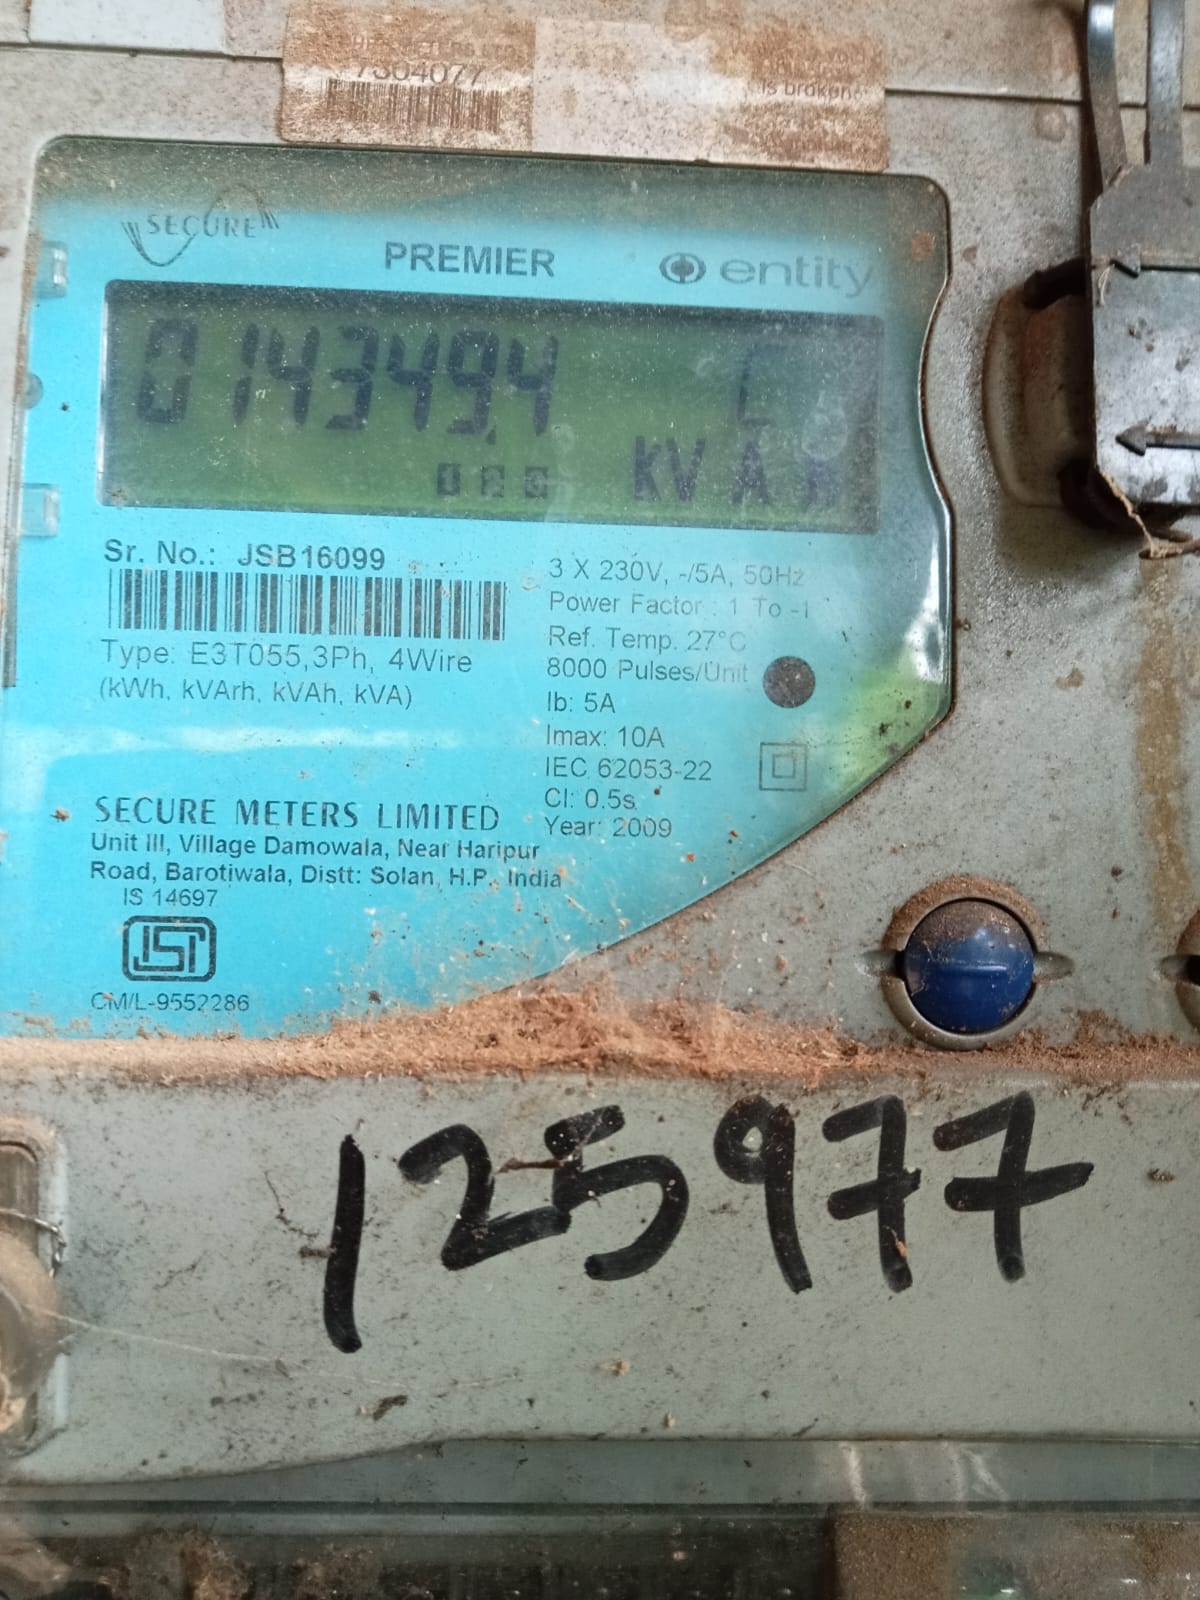 7304077
is broken
SECURE
PREMIER entity
0143494 C
kVAh
1 2 3
Sr. No.: JSB16099
Type: E3T055,3Ph, 4Wire
(kWh, kVArh, kVAh, kVA)
3 X 230V, -/5A, 50Hz
Power Factor : 1 To -1
Ref. Temp. 27°C
8000 Pulses/Unit
Ib: 5A
Imax: 10A
IEC 62053-22
Cl: 0.5s
Year: 2009
SECURE METERS LIMITED
Unit III, Village Damowala, Near Haripur
Road, Barotiwala, Distt: Solan, H.P., India
IS 14697
ISI
CM/L-9552286
125977